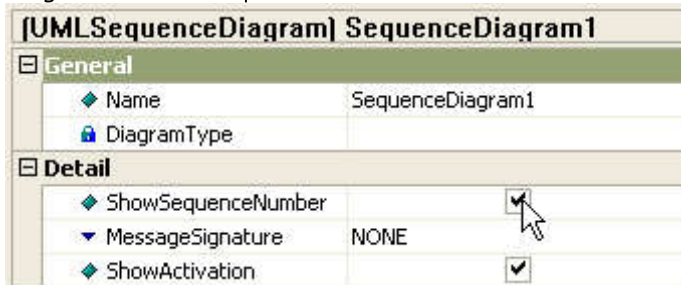 (UMLSequenceDiagram) SequenceDiagram1
General
Name SequenceDiagram1
DiagramType
Detail
ShowSequenceNumber
MessageSignature NONE
ShowActivation